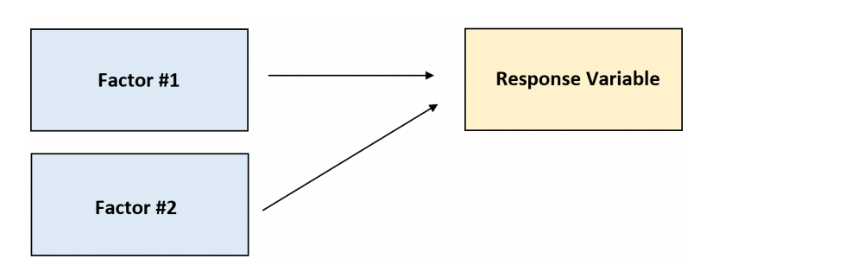 Factor #1
Response Variable
Factor #2